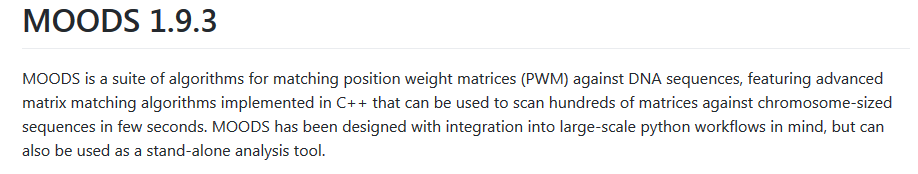 MOODS 1.9.3
MOODS is a suite of algorithms for matching position weight matrices (PWM) against DNA sequences, featuring advanced
matrix matching algorithms implemented in C++ that can be used to scan hundreds of matrices against chromosome-sized
sequences in few seconds. MOODS has been designed with integration into large-scale python workflows in mind, but can
also be used as a stand-alone analysis tool.